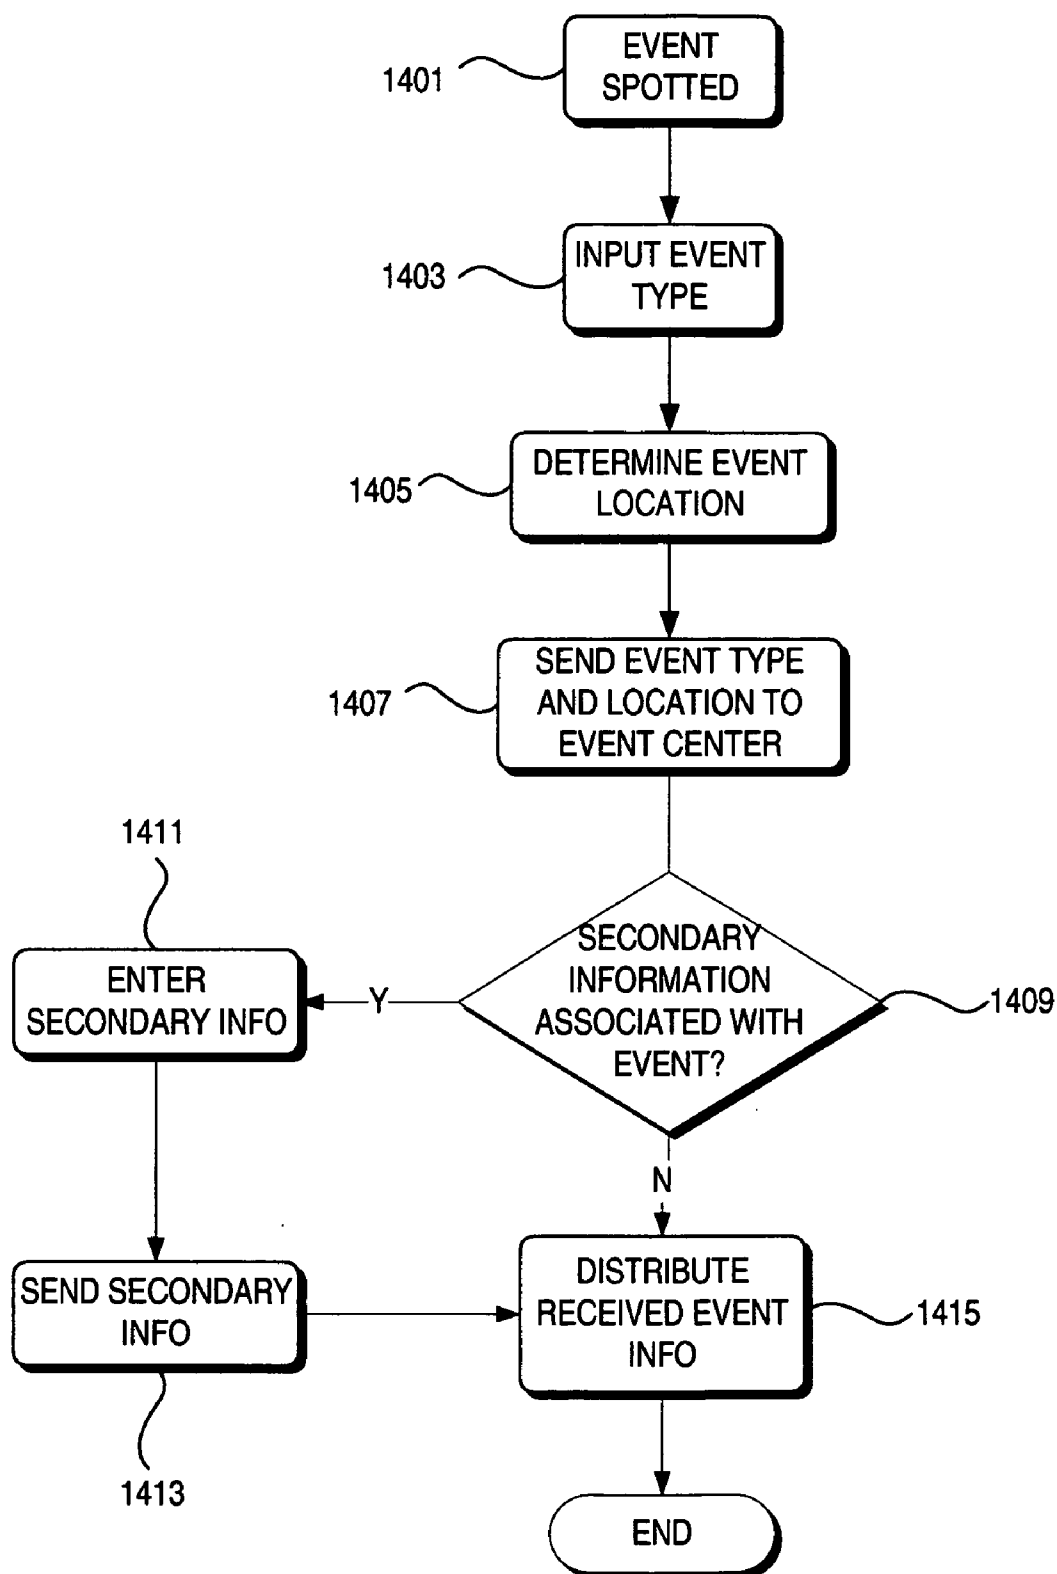 EVENT
SPOTTED
1401
INPUT EVENT
TYPE
1403
DETERMINE EVENT
LOCATION
1405
SEND EVENT TYPE
AND LOCATION TO
EVENT CENTER
1407
SECONDARY
INFORMATION
ASSOCIATED WITH
EVENT?
1409
Y
1411
ENTER
SECONDARY INFO
N
SEND SECONDARY
INFO
1413
DISTRIBUTE
RECEIVED EVENT
INFO
1415
END